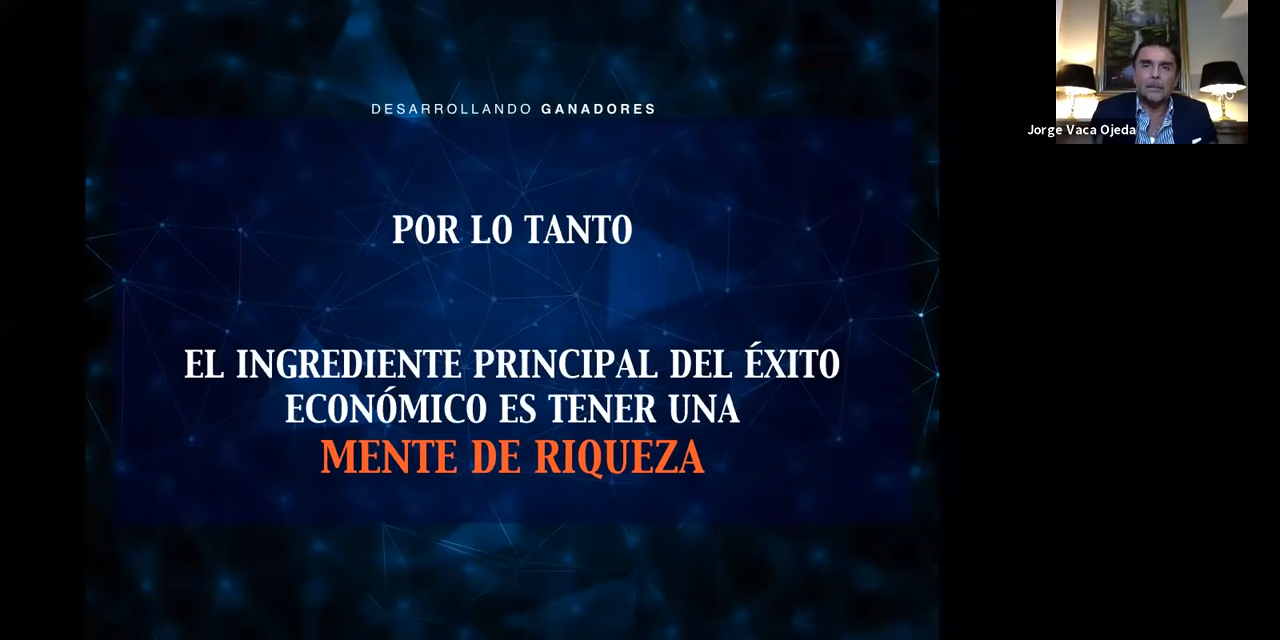 DESARROLLANDO GANADORES
POR LO TANTO
EL INGREDIENTE PRINCIPAL DEL ÉXITO
ECONÓMICO ES TENER UNA
MENTE DE RIQUEZA
Jorge Vaca Ojeda